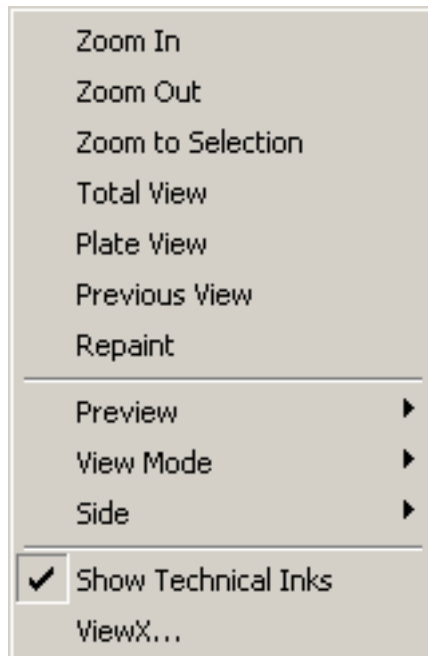 Zoom In
Zoom Out
Zoom to Selection
Total View
Plate View
Previous View
Repaint
Preview
View Mode
Side
Show Technical Inks
ViewX...